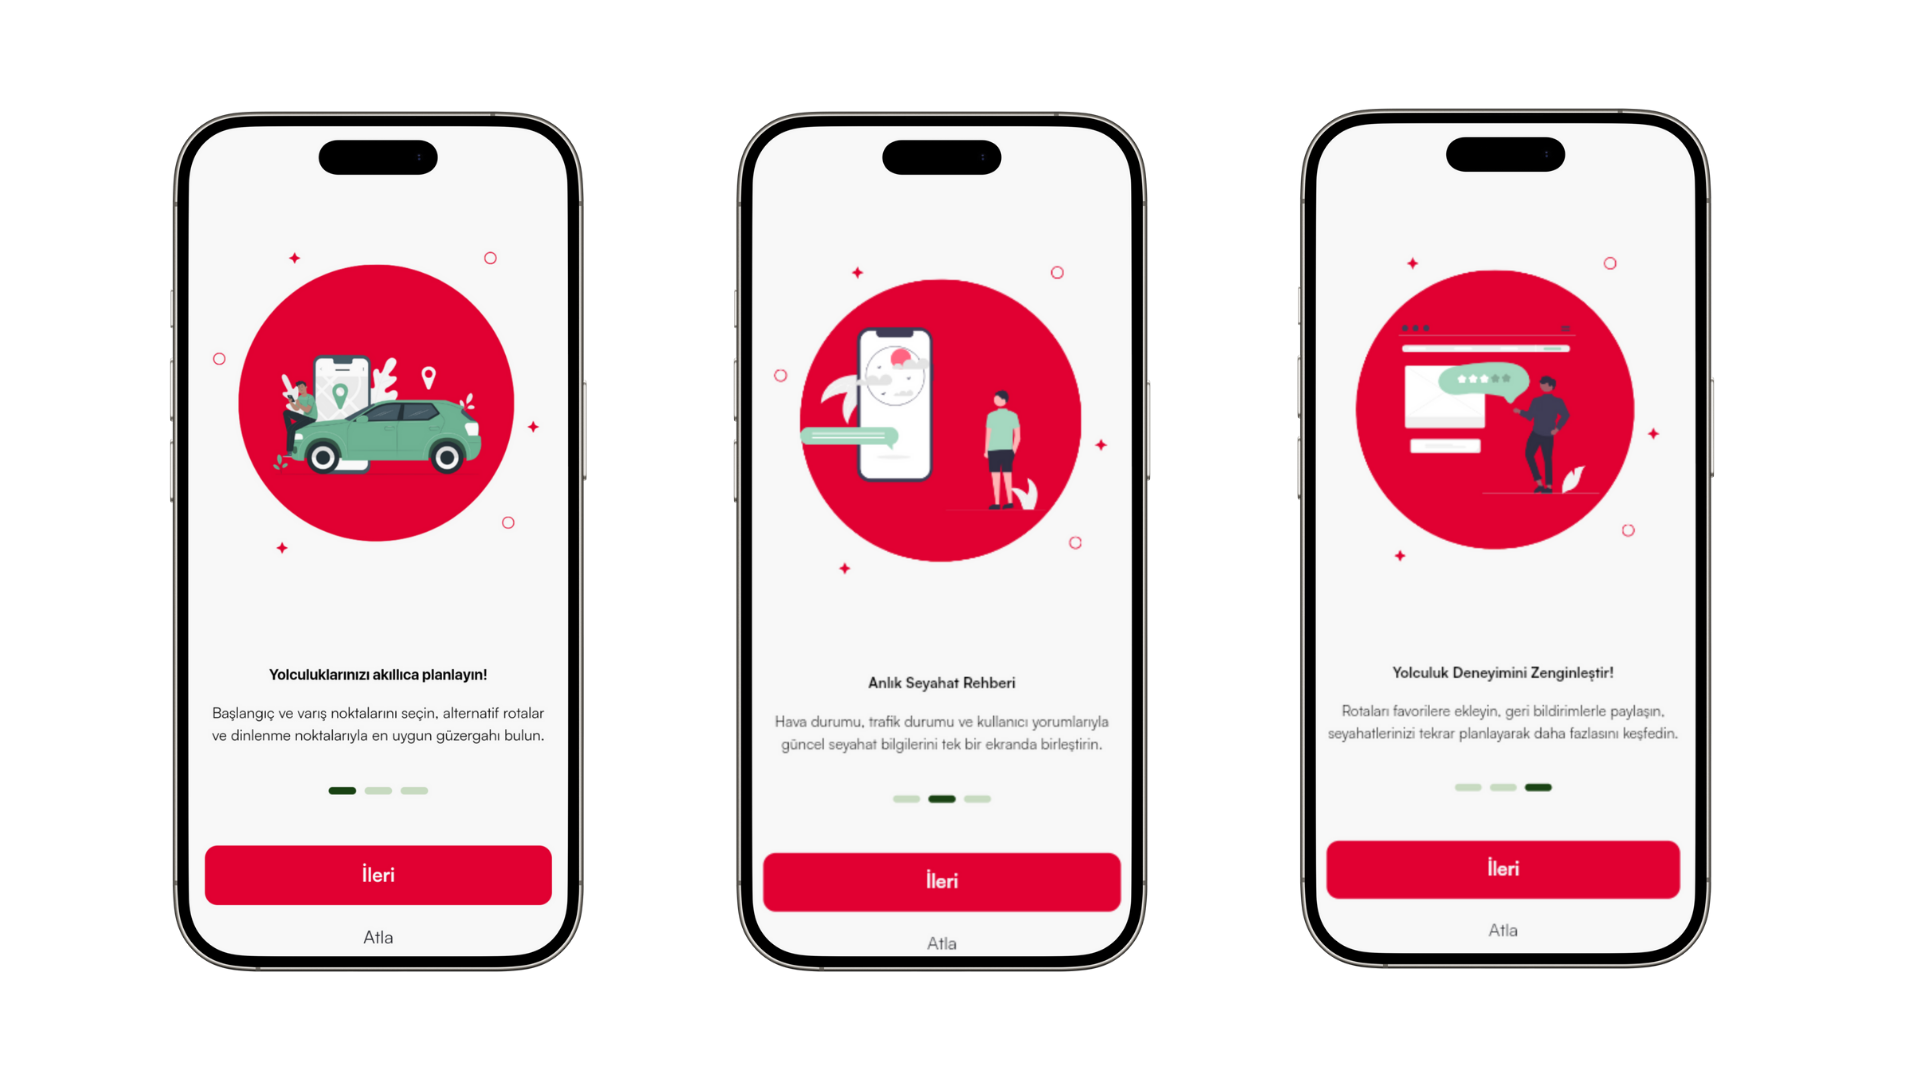 Yolculuklarınızı akıllıca planlayın!
Başlangıç ve varış noktalarını seçin, alternatif rotalar
ve dinlenme noktalarıyla en uygun güzergahı bulun.
İleri
Atla
Anlık Seyahat Rehberi
Hava durumu, trafik durumu ve kullanıcı yorumlarıyla
güncel seyahat bilgilerini tek bir ekranda birleştirin.
İleri
Atla
Yolculuk Deneyimini Zenginleştir!
Rotaları favorilere ekleyin, geri bildirimlerle paylaşın,
seyahatlerinizi tekrar planlayarak daha fazlasını keşfedin.
İleri
Atla